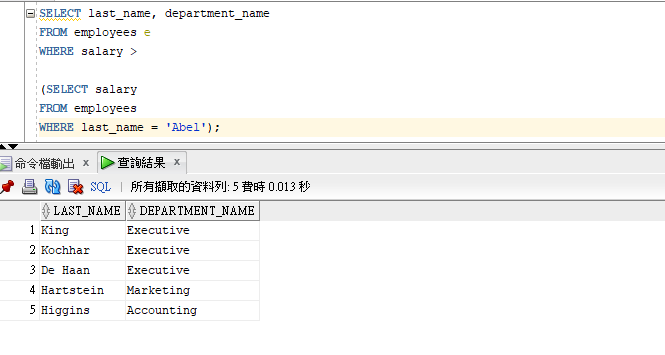 SELECT last_name, department_name
FROM employees e
WHERE salary >
(SELECT salary
FROM employees
WHERE last_name = 'Abel');
命令檔輸出 x 查詢結果 x
SQL | 所有擷取的資料列: 5 費時 0.013 秒
LAST_NAME DEPARTMENT_NAME
1 King Executive
2 Kochhar Executive
3 De Haan Executive
4 Hartstein Marketing
5 Higgins Accounting